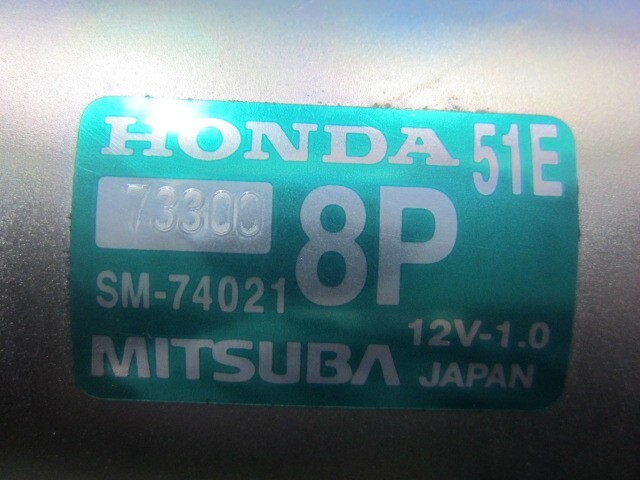 HONDA 51E
73300 8P
SM-74021
12V-1.0
MITSUBA JAPAN